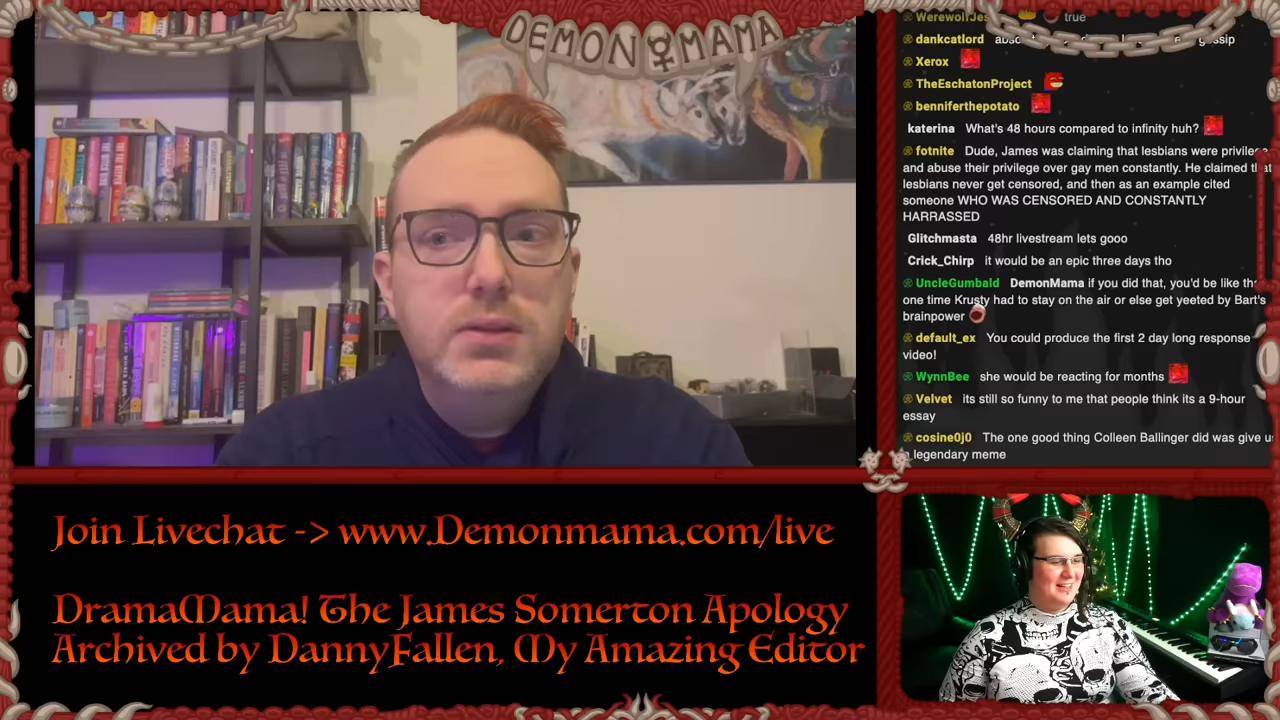 DEMON MAMA
WerewolfJes true
dankcatlord gossip
Xerox
TheEschatonProject
benniferthepotato
katerina What's 48 hours compared to infinity huh?
fotnite Dude, James was claiming that lesbians were
and abuse their privilege over gay men constantly. He claimed
lesbians never get censored, and then as an example cited
someone WHO WAS CENSORED AND CONSTANTLY
HARRASSED
Glitchmasta 48hr livestream lets gooo
Crick_Chirp it would be an epic three days tho
UncleGumbald DemonMama if you did that, you'd be like
one time Krusty had to stay on the air or else get yeeted by Bart's
brainpower
default_ex You could produce the first 2 day long response
video!
WynnBee she would be reacting for months
Velvet its still so funny to me that people think its a 9-hour
essay
cosine0j0 The one good thing Colleen Ballinger did was give
legendary meme
Join Livechat -> www.Demonmama.com/live
DramaMama! The James Somerton Apology
Archived by DannyFallen, My Amazing Editor